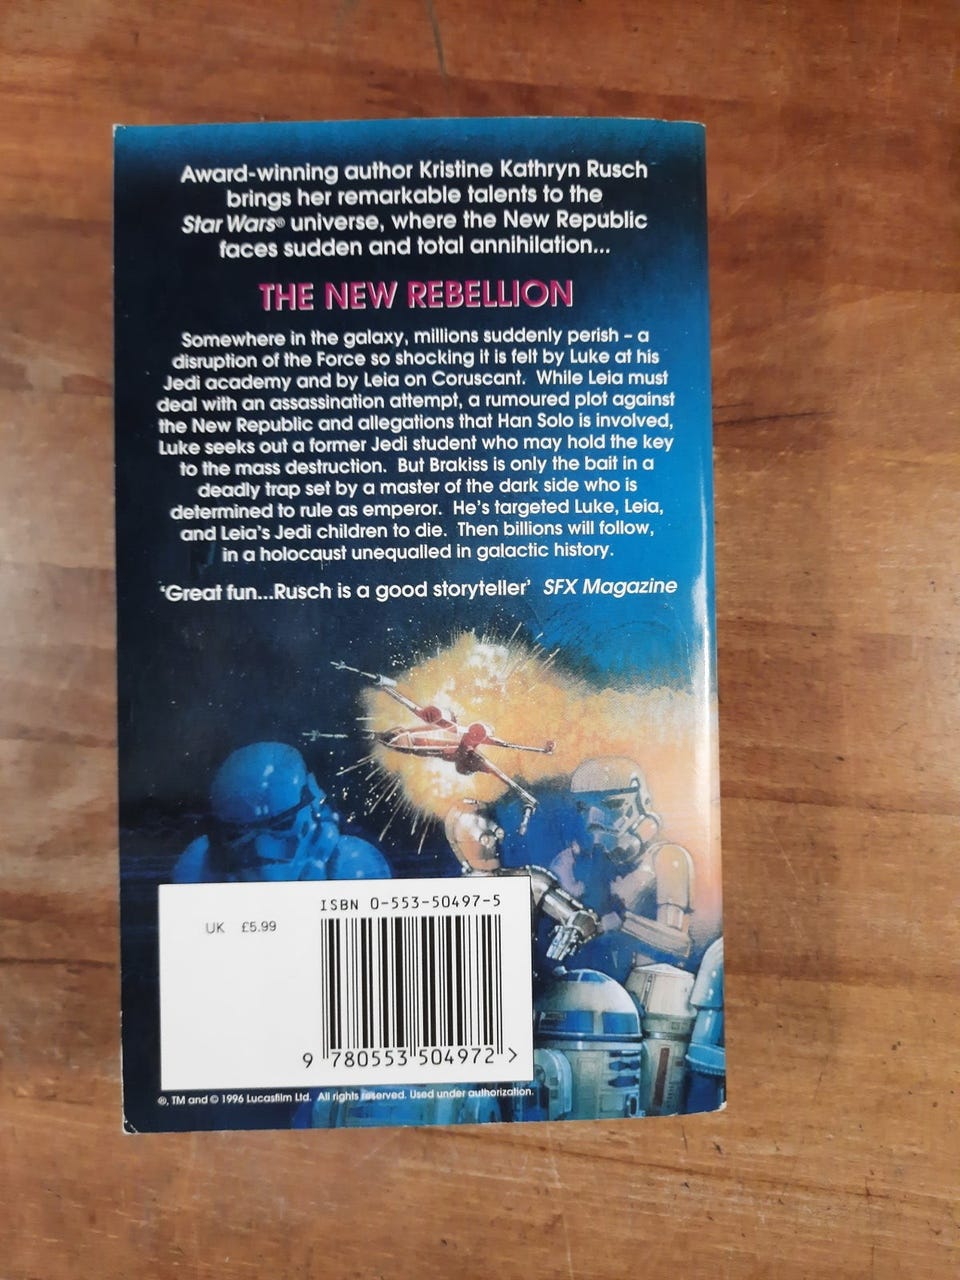 Award-winning author Kristine Kathryn Rusch
brings her remarkable talents to the
Star Wars® universe, where the New Republic
faces sudden and total annihilation...
THE NEW REBELLION
Somewhere in the galaxy, millions suddenly perish – a
disruption of the Force so shocking it is felt by Luke at his
Jedi academy and by Leia on Coruscant. While Leia must
deal with an assassination attempt, a rumoured plot against
the New Republic and allegations that Han Solo is involved,
Luke seeks out a former Jedi student who may hold the key
to the mass destruction. But Brakiss is only the bait in a
deadly trap set by a master of the dark side who is
determined to rule as emperor. He's targeted Luke, Leia,
and Leia's Jedi children to die. Then billions will follow,
in a holocaust unequalled in galactic history.
'Great fun...Rusch is a good storyteller' SFX Magazine
ISBN 0-553-50497-5
UK £5.99
9 780553 504972 >
®, TM and © 1996 Lucasfilm Ltd. All rights reserved. Used under authorization.